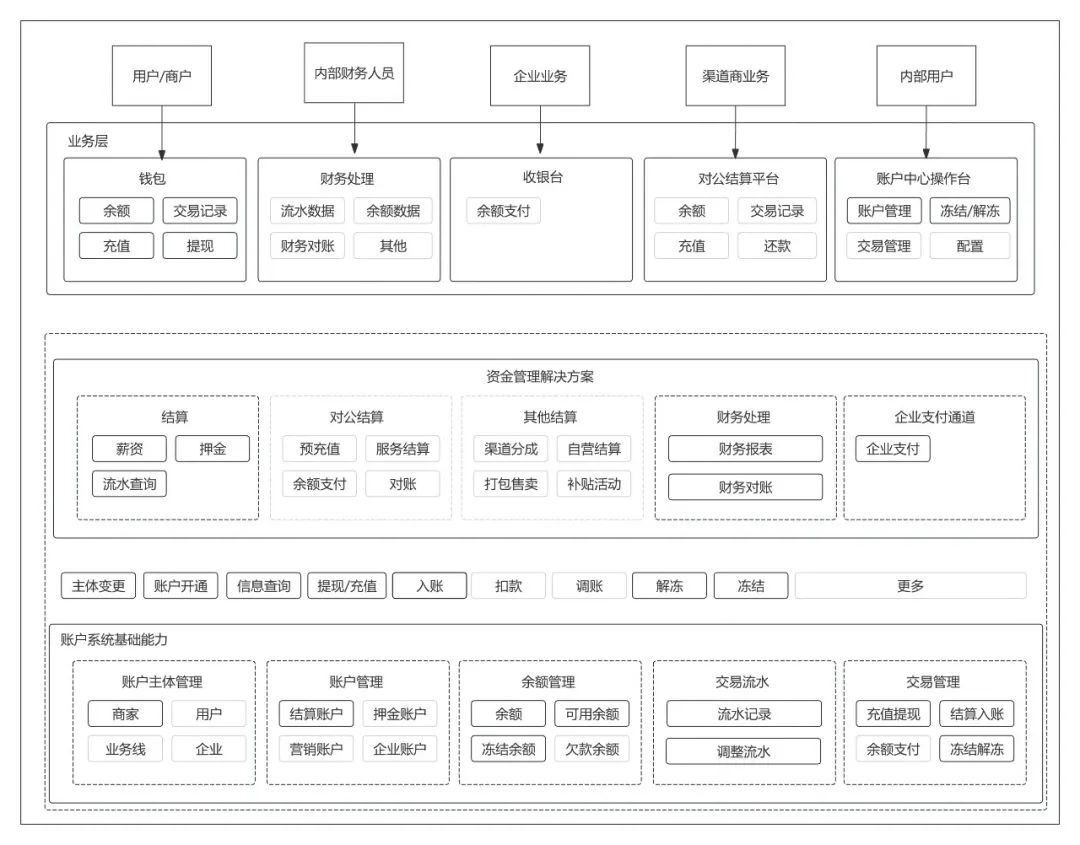 用户/商户
内部财务人员
企业业务
渠道商业务
内部用户
业务层
钱包
余额
交易记录
充值
提现
财务处理
流水数据
余额数据
财务对账
其他
收银台
余额支付
对公结算平台
余额
交易记录
充值
还款
账户中心操作台
账户管理
冻结/解冻
交易管理
配置
资金管理解决方案
结算
薪资
押金
流水查询
对公结算
预充值
服务结算
余额支付
对账
其他结算
渠道分成
自营结算
打包售卖
补贴活动
财务处理
财务报表
财务对账
企业支付通道
企业支付
主体变更
账户开通
信息查询
提现/充值
入账
扣款
调账
解冻
冻结
更多
账户系统基础能力
账户主体管理
商家
用户
业务线
企业
账户管理
结算账户
押金账户
营销账户
企业账户
余额管理
余额
可用余额
冻结余额
欠款余额
交易流水
流水记录
调整流水
交易管理
充值提现
结算入账
余额支付
冻结解冻